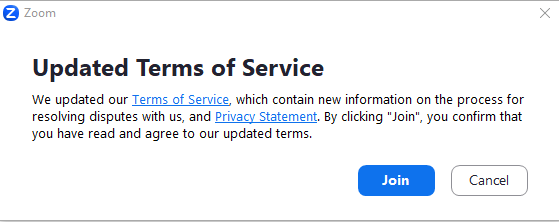 Zoom
Updated Terms of Service
We updated our Terms of Service, which contain new information on the process for
resolving disputes with us, and Privacy Statement. By clicking "Join", you confirm that
you have read and agree to our updated terms.
Join
Cancel